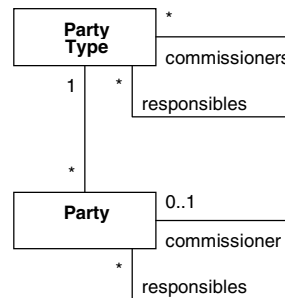 *
Party
Type
commissioners
1
*
responsibles
*
Party
0..1
commissioner
*
responsibles